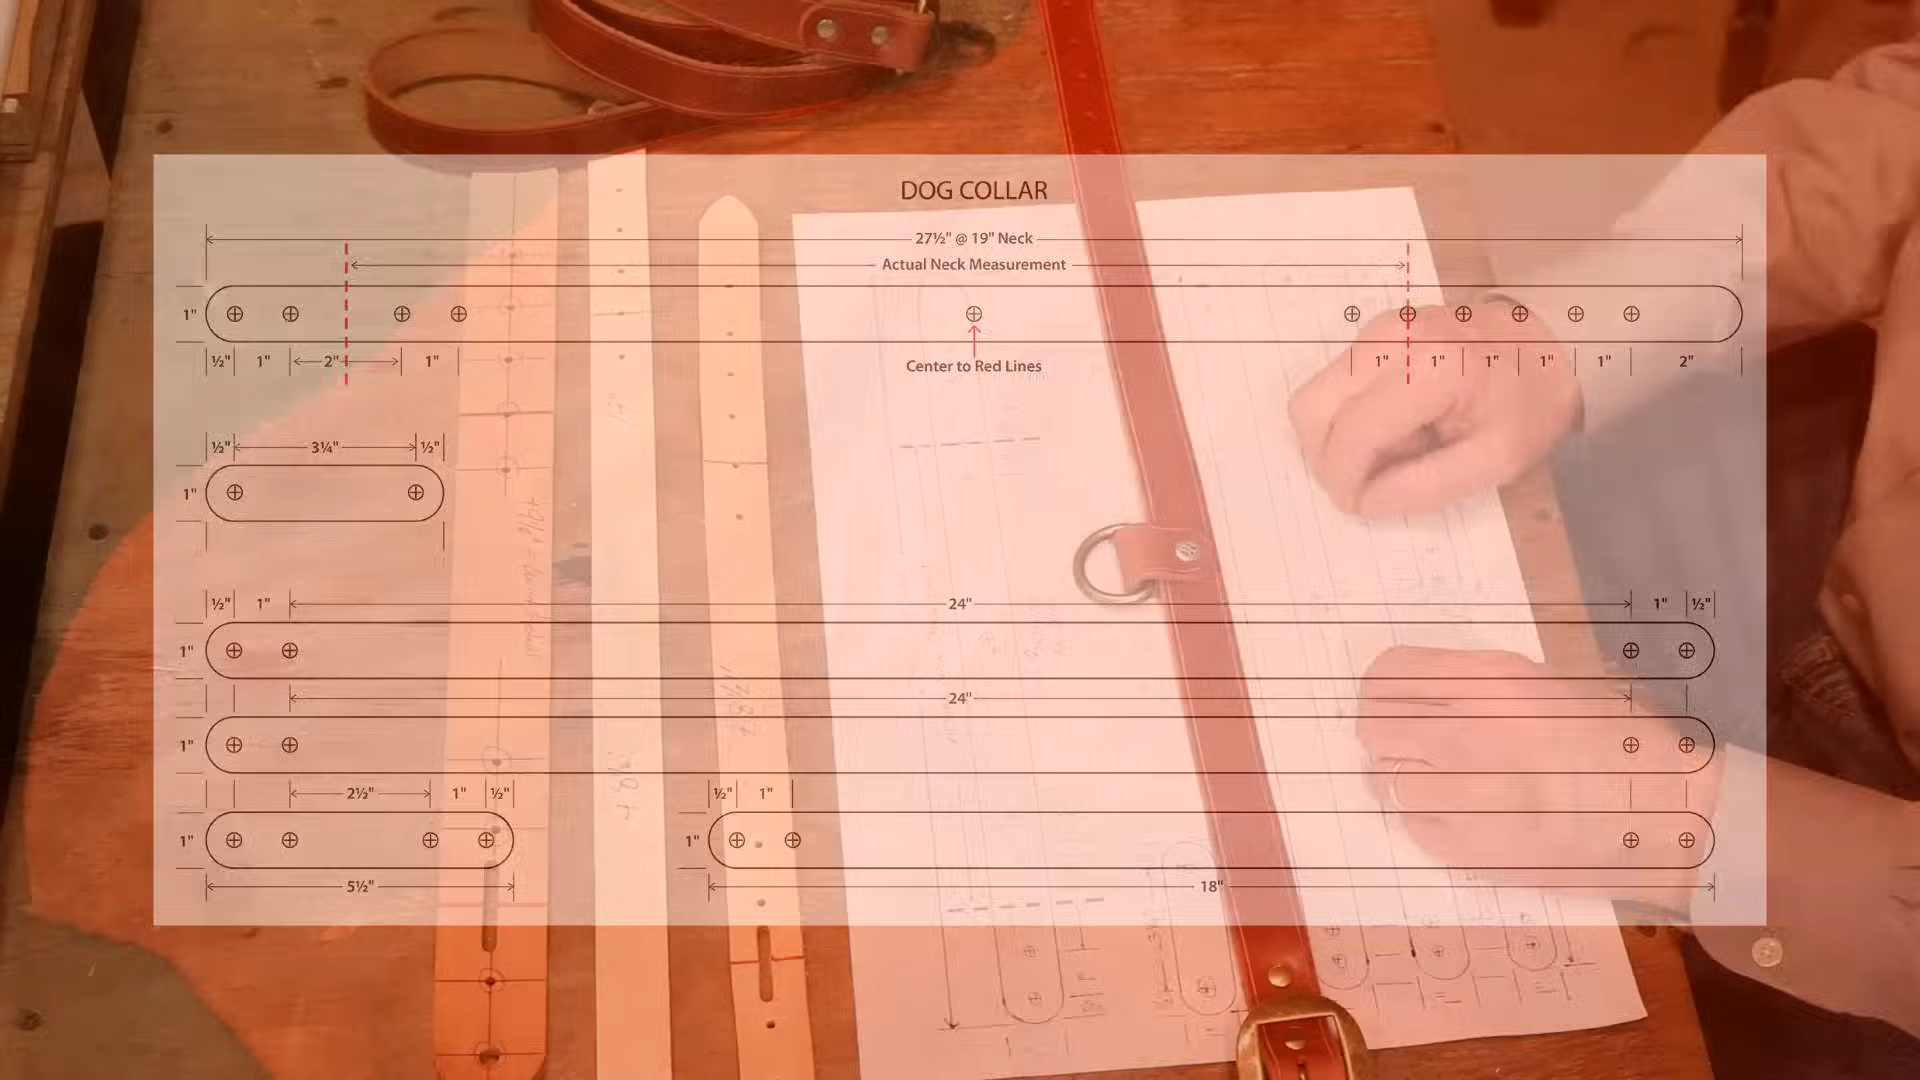 DOG COLLAR
27½" @ 19" Neck
Actual Neck Measurement
1"
½" 1" 2" 1"
Center to Red Lines
1" 1" 1" 1" 1" 2"
½" 3¼" ½"
1"
½" 1" 24" 1" ½"
1"
24"
1"
½" 1"
2½" 1" ½"
1"
1"
5½"
18"